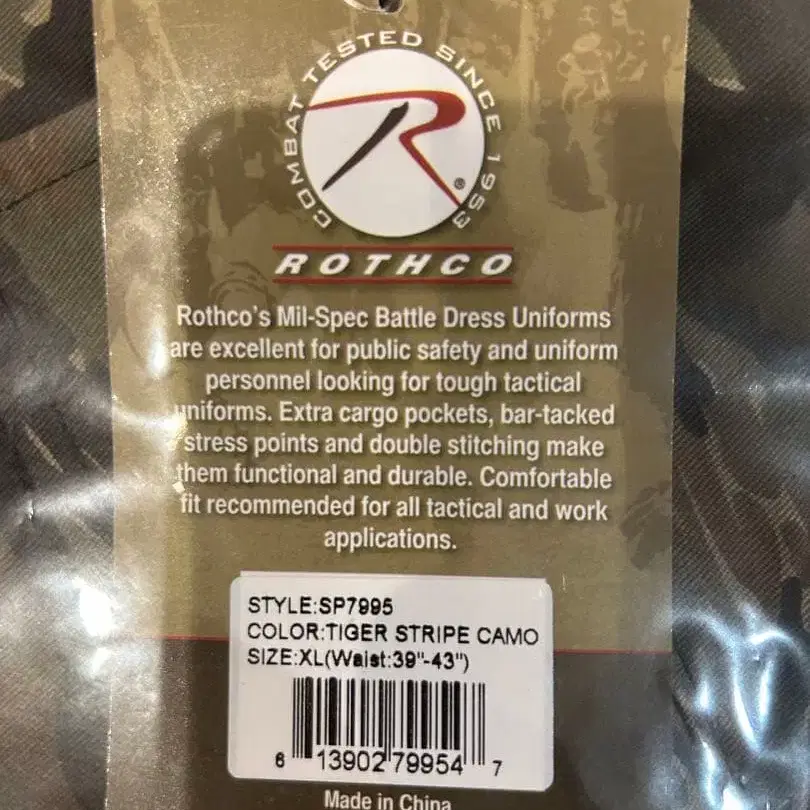 COMBAT TESTED SINCE 1953
R®
ROTHCO
Rothco's Mil-Spec Battle Dress Uniforms
are excellent for public safety and uniform
personnel looking for tough tactical
uniforms. Extra cargo pockets, bar-tacked
stress points and double stitching make
them functional and durable. Comfortable
fit recommended for all tactical and work
applications.
STYLE:SP7995
COLOR:TIGER STRIPE CAMO
SIZE:XL(Waist:39"-43")
6 13902 79954 7
Made in China